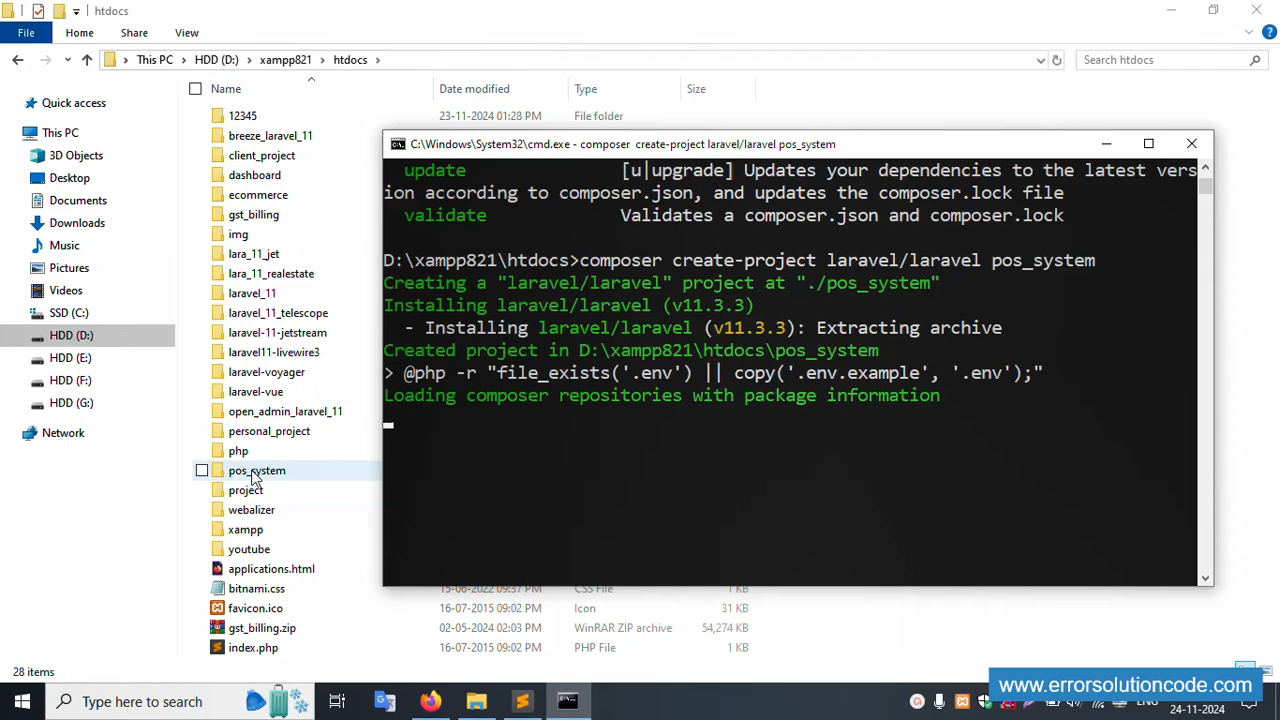 htdocs
File
Home
Share
View
This PC
HDD (D:)
xampp821
htdocs
Search htdocs
Name
Date modified
Type
Size
Quick access
This PC
3D Objects
Desktop
Documents
Downloads
Music
Pictures
Videos
SSD (C:)
HDD (D:)
HDD (E:)
HDD (F:)
HDD (G:)
Network
12345 23-11-2024 01:28 PM File folder
breeze_laravel_11
client_project
dashboard
ecommerce
gst_billing
img
lara_11_jet
lara_11_realestate
laravel_11
laravel_11_telescope
laravel-11-jetstream
laravel11-livewire3
laravel-voyager
laravel-vue
open_admin_laravel_11
personal_project
php
pos_system
project
webalizer
xampp
youtube
applications.html
bitnami.css 15-06-2022 09:37 PM CSS File 1 KB
favicon.ico 16-07-2015 09:02 PM Icon 31 KB
gst_billing.zip 02-05-2024 02:03 PM WinRAR ZIP archive 54,274 KB
index.php 16-07-2015 09:02 PM PHP File 1 KB
28 items
C:\Windows\System32\cmd.exe - composer create-project laravel/laravel pos_system
update [u|upgrade] Updates your dependencies to the latest vers
ion according to composer.json, and updates the composer.lock file
validate Validates a composer.json and composer.lock
D:\xampp821\htdocs>composer create-project laravel/laravel pos_system
Creating a "laravel/laravel" project at "./pos_system"
Installing laravel/laravel (v11.3.3)
- Installing laravel/laravel (v11.3.3): Extracting archive
Created project in D:\xampp821\htdocs\pos_system
> @php -r "file_exists('.env') || copy('.env.example', '.env');"
Loading composer repositories with package information
www.errorsolutioncode.com
Type here to search
24-11-2024